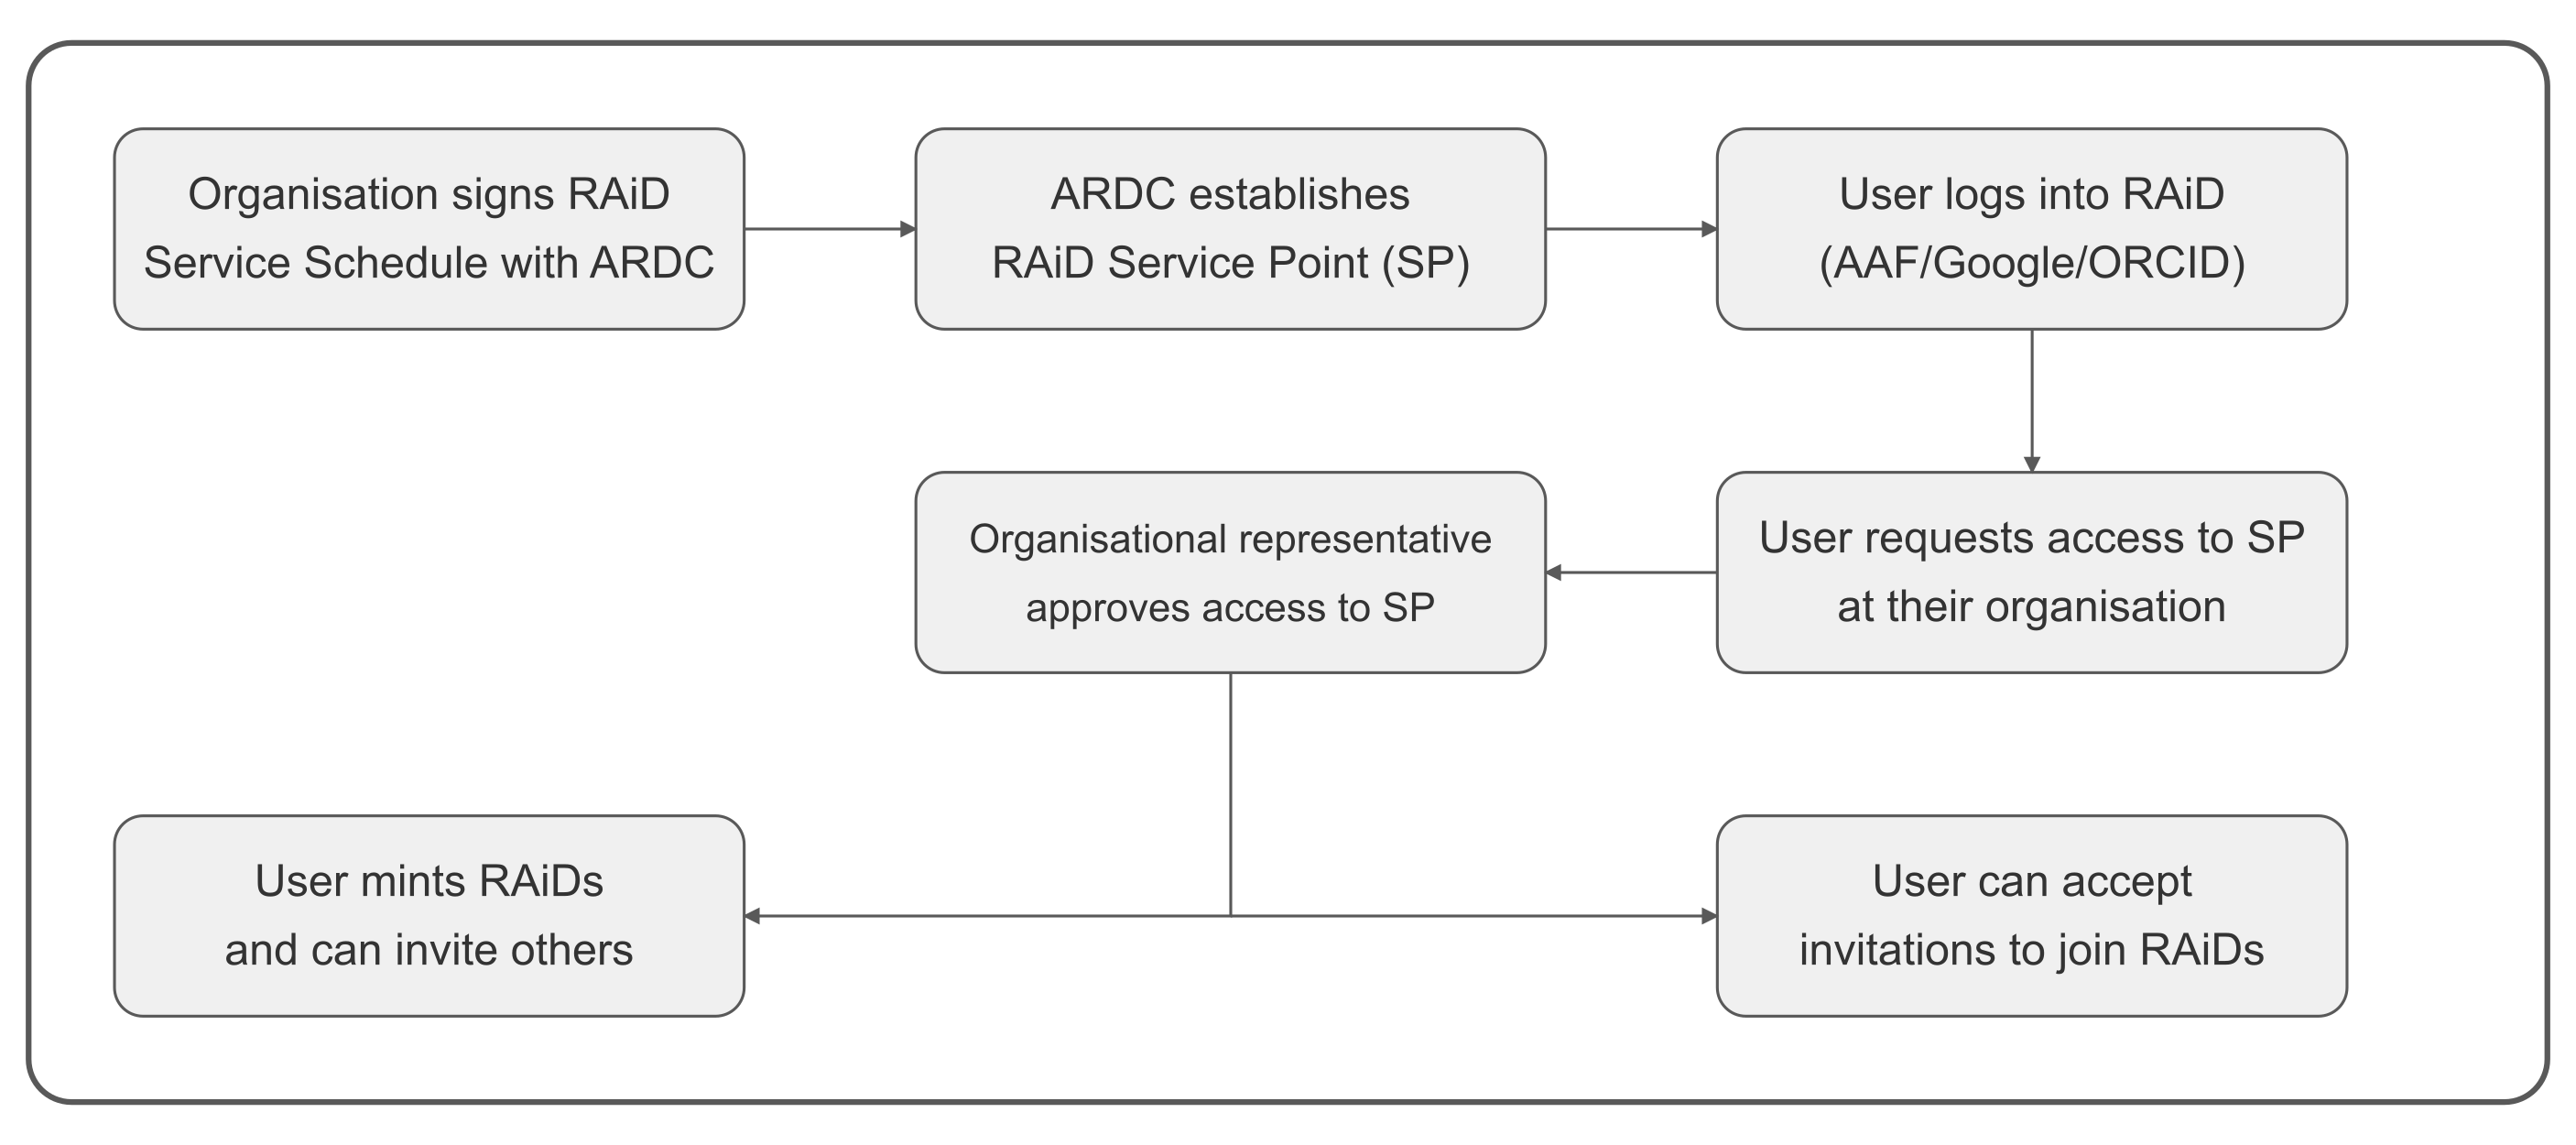 Organisation signs RAiD
Service Schedule with ARDC
ARDC establishes
RAiD Service Point (SP)
User logs into RAiD
(AAF/Google/ORCID)
User requests access to SP
at their organisation
Organisational representative
approves access to SP
User mints RAiDs
and can invite others
User can accept
invitations to join RAiDs